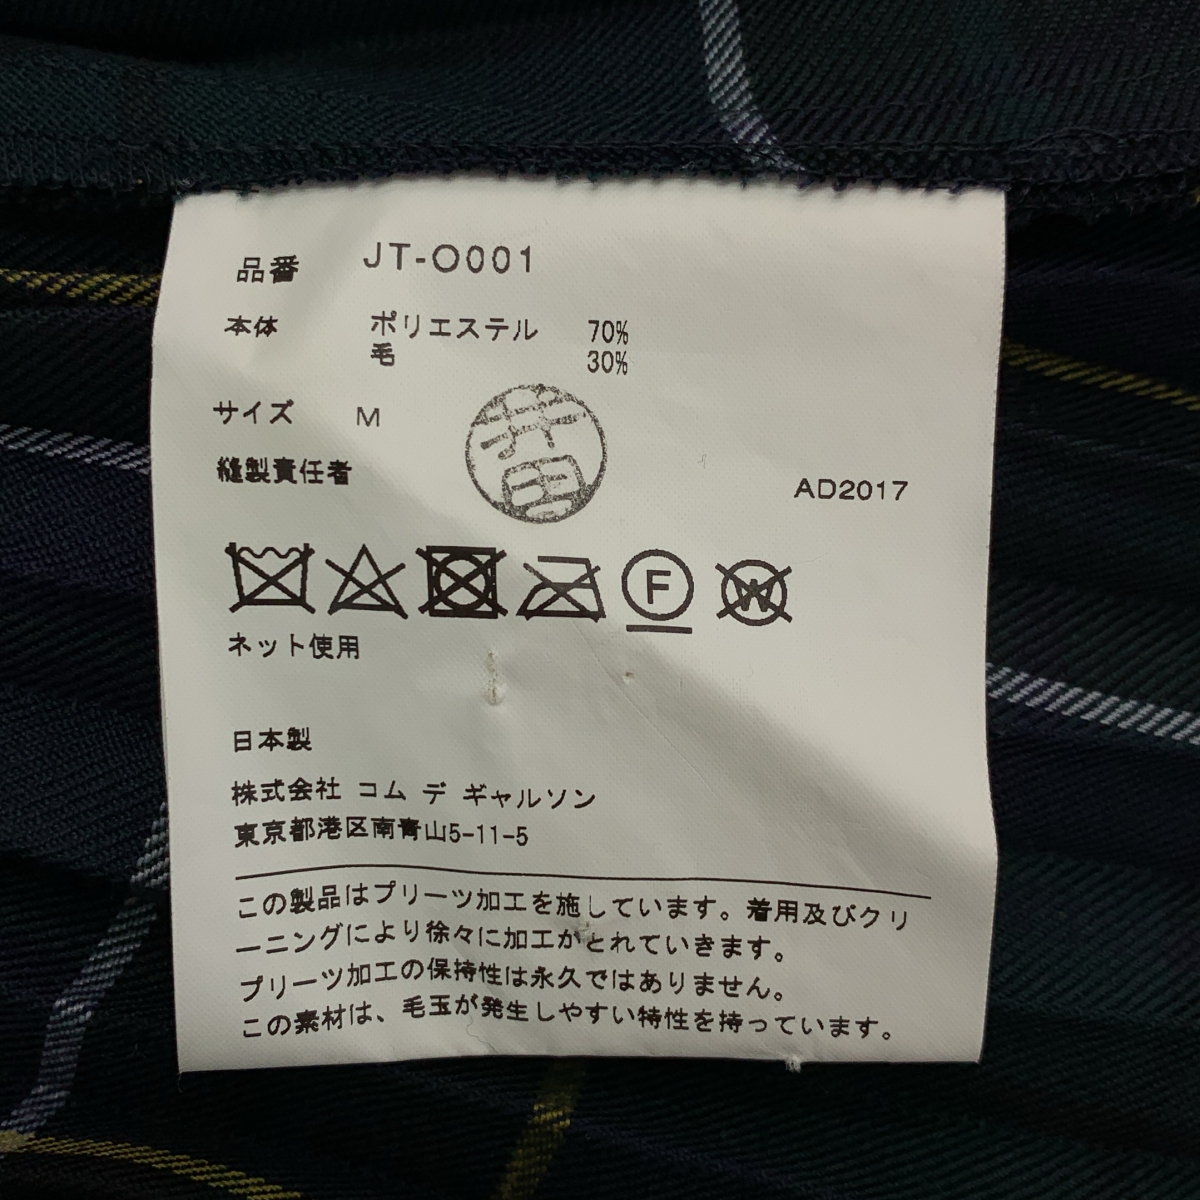 品番 JT-O001
本体 ポリエステル 70%
毛 30%
サイズ M
縫製責任者
AD2017
F W
ネット使用
日本製
株式会社 コム デ ギャルソン
東京都港区南青山5-11-5
この製品はプリーツ加工を施しています。着用及びクリ
ーニングにより徐々に加工がとれていきます。
プリーツ加工の保持性は永久ではありません。
この素材は、毛玉が発生しやすい特性を持っています。